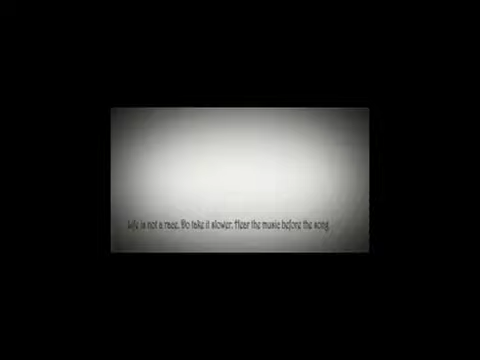 Life is not a race. Do take it slower. Hear the music before the song